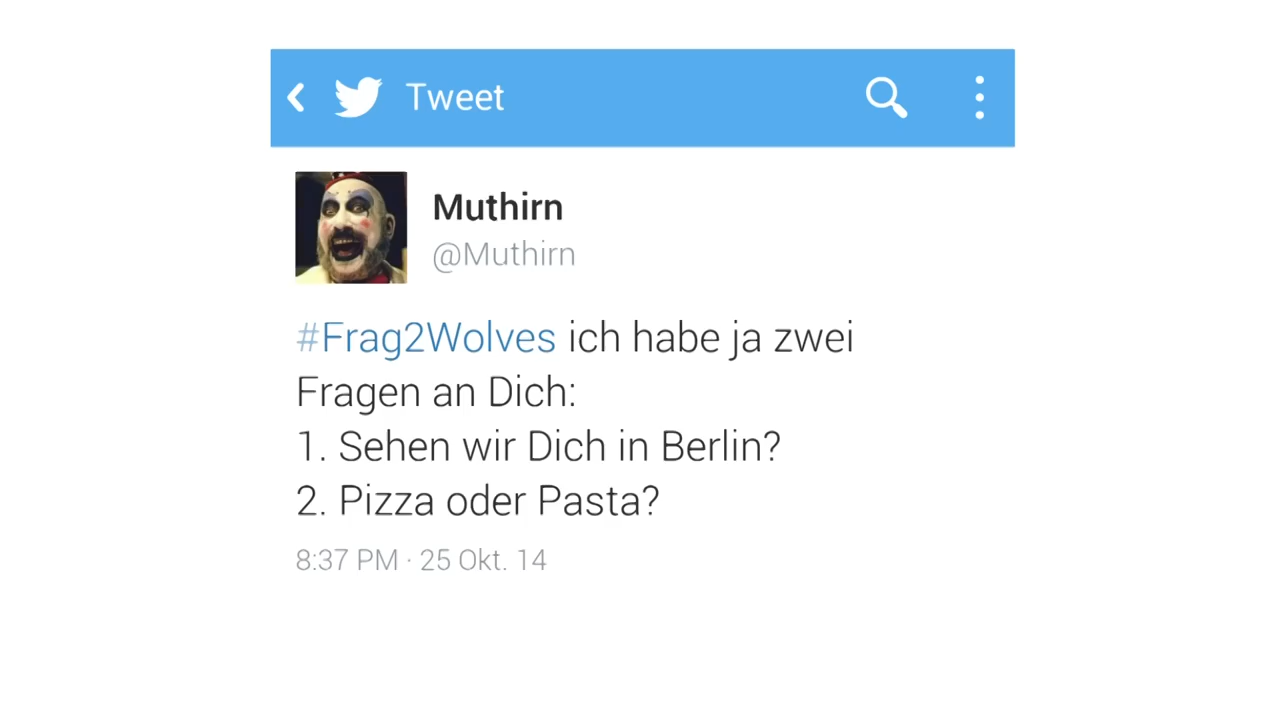 Tweet
Muthirn
@Muthirn
#Frag2Wolves ich habe ja zwei
Fragen an Dich:
1. Sehen wir Dich in Berlin?
2. Pizza oder Pasta?
8:37 PM · 25 Okt. 14